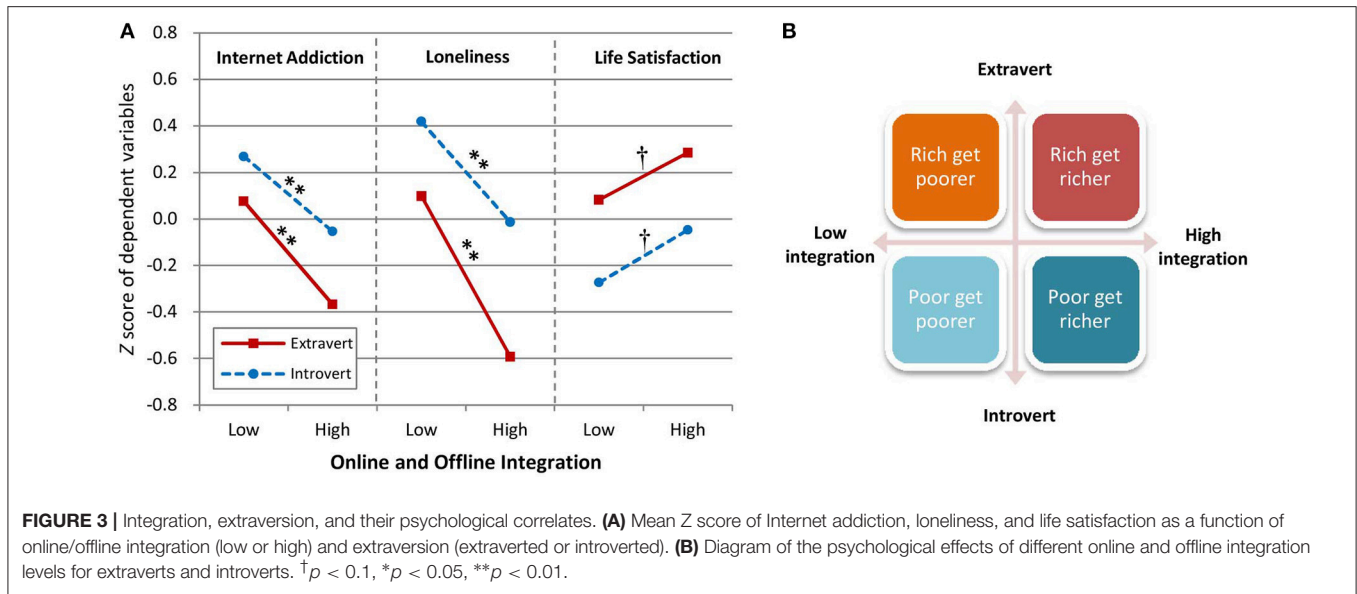 A
0.8
Internet Addiction
Loneliness
Life Satisfaction
0.6
0.4
0.2
0.0
-0.2
-0.4
-0.6
-0.8
Z score of dependent variables
**
**
**
**
†
†
Extravert
Introvert
Low High Low High Low High
Online and Offline Integration
B
Extravert
Rich get
poorer
Rich get
richer
Low
integration
High
integration
Poor get
poorer
Poor get
richer
Introvert
FIGURE 3 | Integration, extraversion, and their psychological correlates. (A) Mean Z score of Internet addiction, loneliness, and life satisfaction as a function of
online/offline integration (low or high) and extraversion (extraverted or introverted). (B) Diagram of the psychological effects of different online and offline integration
levels for extraverts and introverts. †p < 0.1, *p < 0.05, **p < 0.01.